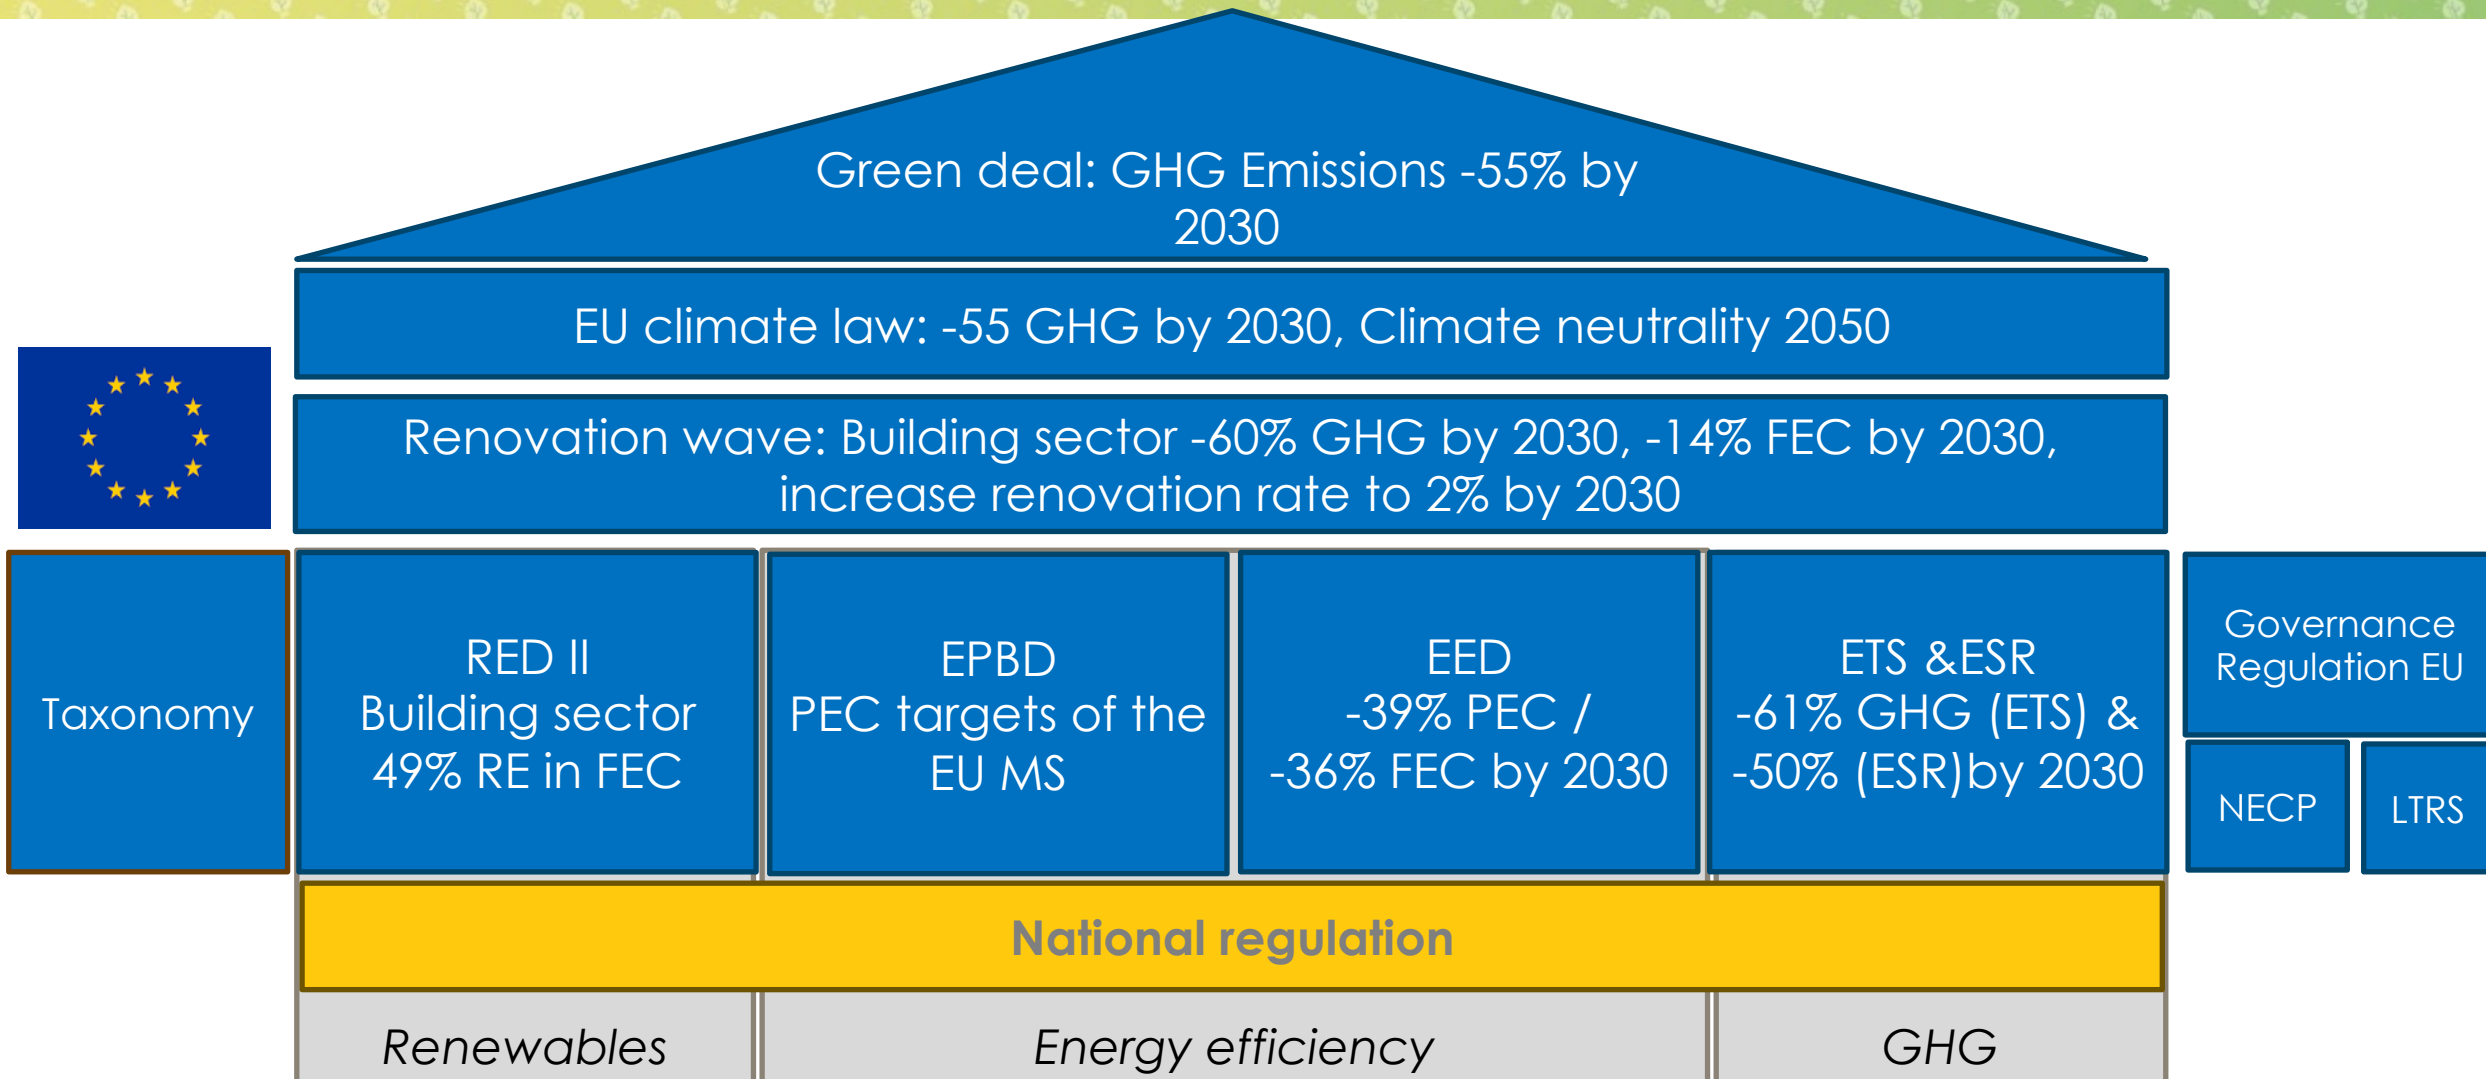 Green deal: GHG Emissions -55% by
2030
EU climate law: -55 GHG by 2030, Climate neutrality 2050
Renovation wave: Building sector -60% GHG by 2030, -14% FEC by 2030,
increase renovation rate to 2% by 2030
Taxonomy
RED II
Building sector
49% RE in FEC
EPBD
PEC targets of the
EU MS
EED
-39% PEC /
-36% FEC by 2030
ETS &ESR
-61% GHG (ETS) &
-50% (ESR)by 2030
Governance
Regulation EU
NECP
LTRS
National regulation
Renewables
Energy efficiency
GHG